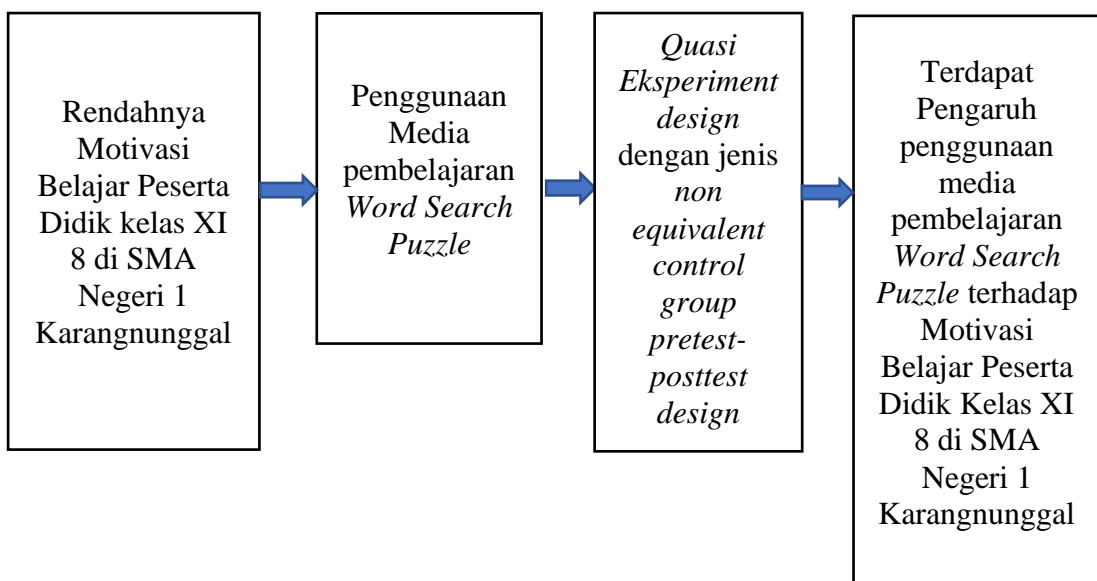 Rendahnya
Motivasi
Belajar Peserta
Didik kelas XI
8 di SMA
Negeri 1
Karangnunggal
Penggunaan
Media
pembelajaran
Word Search
Puzzle
Quasi
Eksperiment
design
dengan jenis
non
equivalent
control
group
pretest-
posttest
design
Terdapat
Pengaruh
penggunaan
media
pembelajaran
Word Search
Puzzle terhadap
Motivasi
Belajar Peserta
Didik Kelas XI
8 di SMA
Negeri 1
Karangnunggal